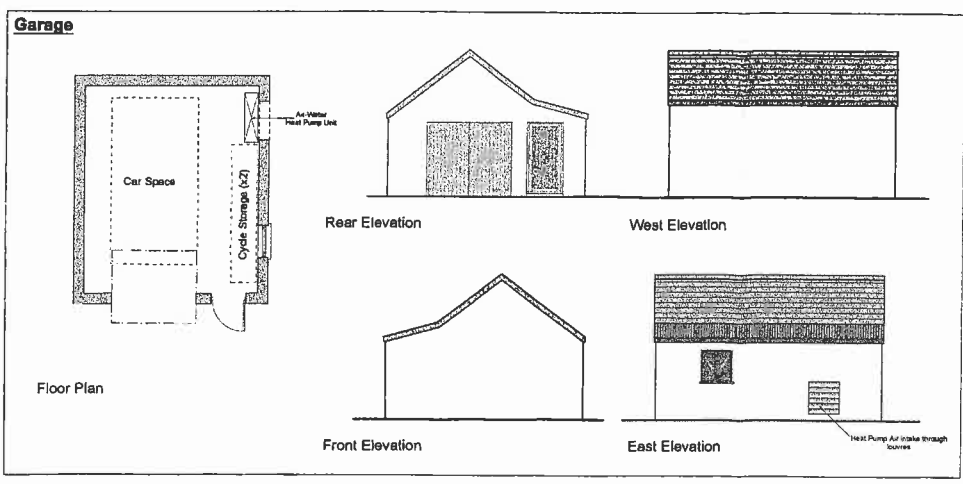 Garage
Air-Water
Heat Pump Unit
Car Space
Cycle Storage (x2)
Floor Plan
Rear Elevation
West Elevation
Front Elevation
East Elevation
Heat Pump Air intake through
louvres